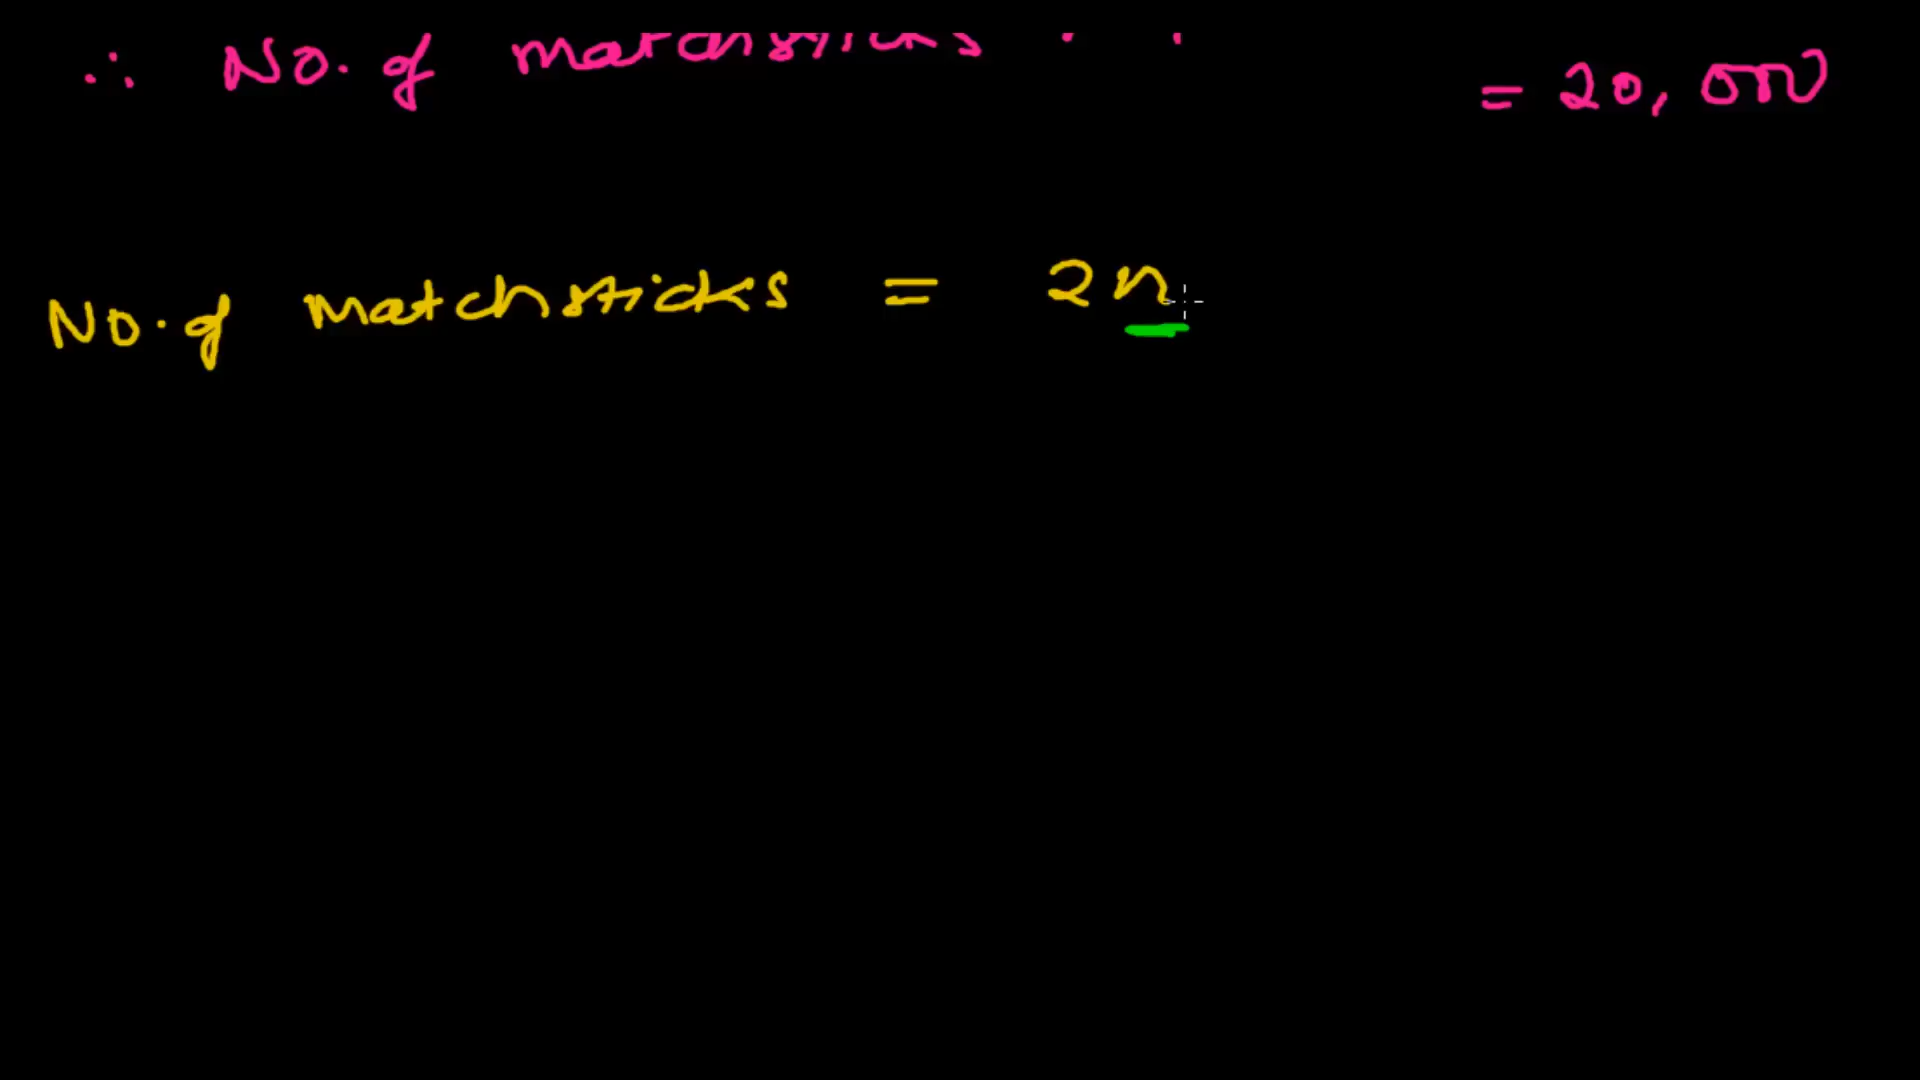 ∴ No. of matchsticks = 20,000
No. of matchsticks = 2n